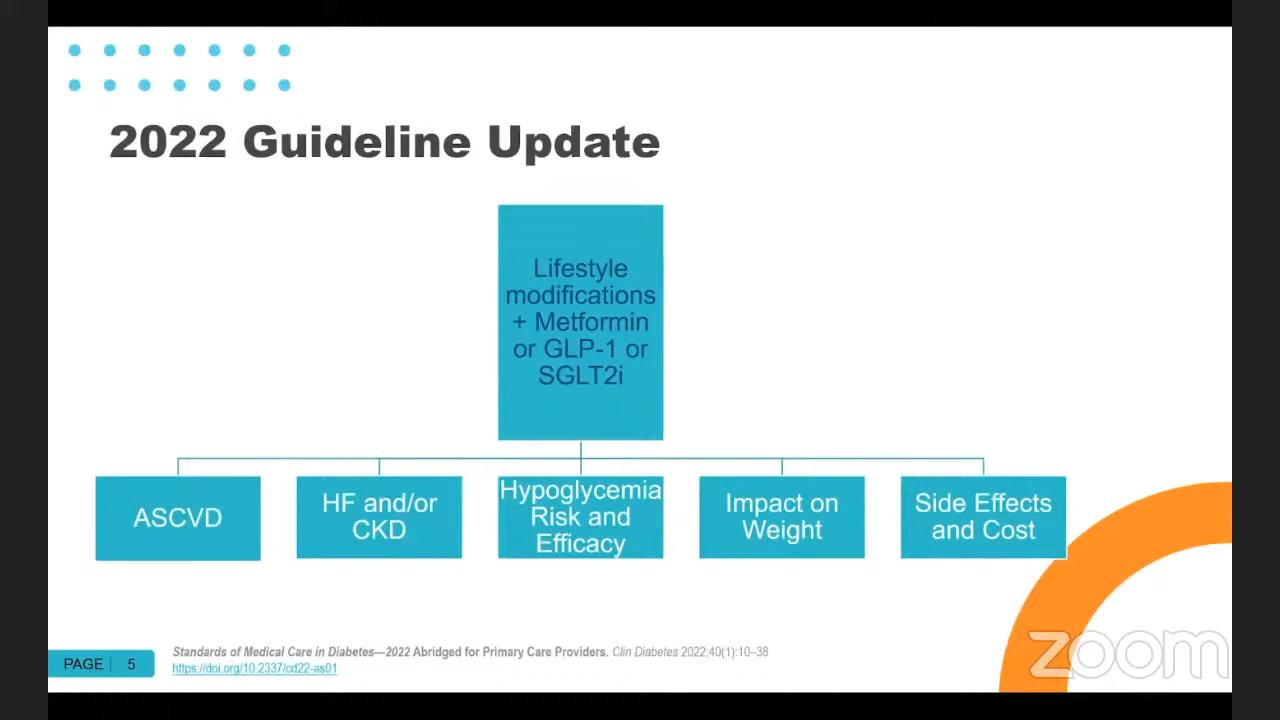 2022 Guideline Update
Lifestyle
modifications
+ Metformin
or GLP-1 or
SGLT2i
ASCVD
HF and/or
CKD
Hypoglycemia
Risk and
Efficacy
Impact on
Weight
Side Effects
and Cost
PAGE 5
Standards of Medical Care in Diabetes—2022 Abridged for Primary Care Providers. Clin Diabetes 2022;40(1):10–38
https://doi.org/10.2337/cd22-as01
zoom